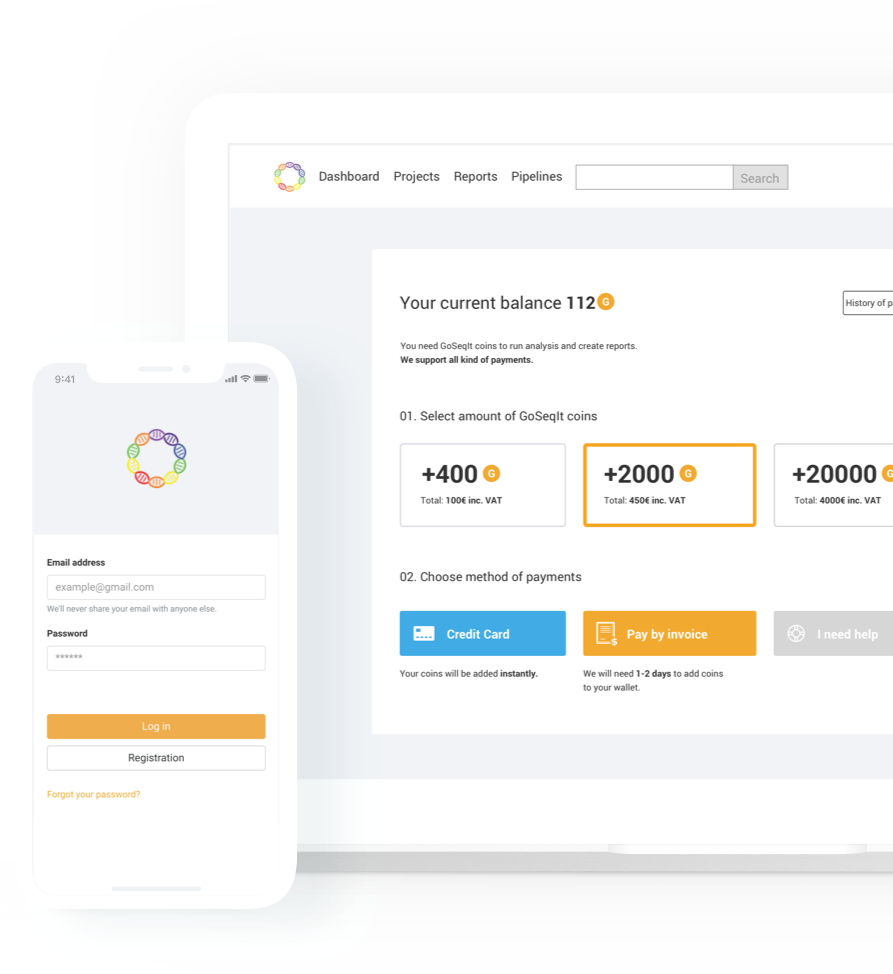 Dashboard Projects Reports Pipelines Search
Your current balance 112 G
History of p
You need GoSeqIt coins to run analysis and create reports.
We support all kind of payments.
01. Select amount of GoSeqIt coins
+400 G
Total: 100€ inc. VAT
+2000 G
Total: 450€ inc. VAT
+20000 G
Total: 4000€ inc. VAT
02. Choose method of payments
Credit Card
Pay by invoice
I need help
Your coins will be added instantly.
We will need 1-2 days to add coins
to your wallet.
9:41
Email address
example@gmail.com
We'll never share your email with anyone else.
Password
******
Log in
Registration
Forgot your password?